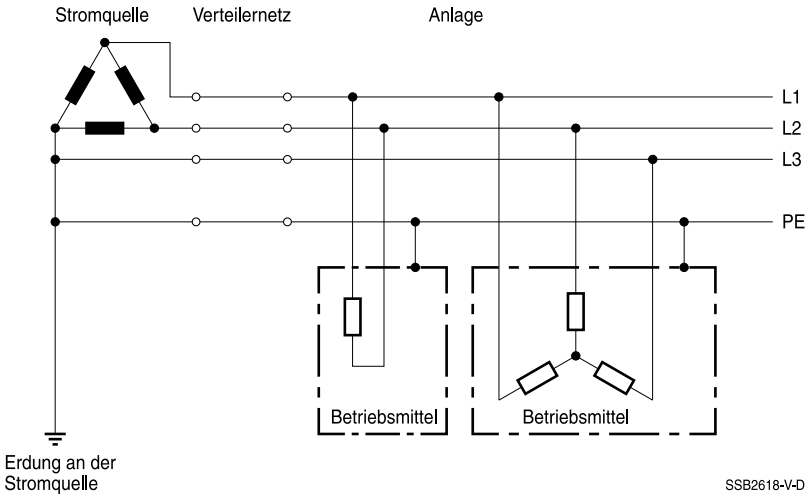 Stromquelle Verteilernetz Anlage
L1
L2
L3
PE
Betriebsmittel Betriebsmittel
Erdung an der
Stromquelle
SSB2618-V-D